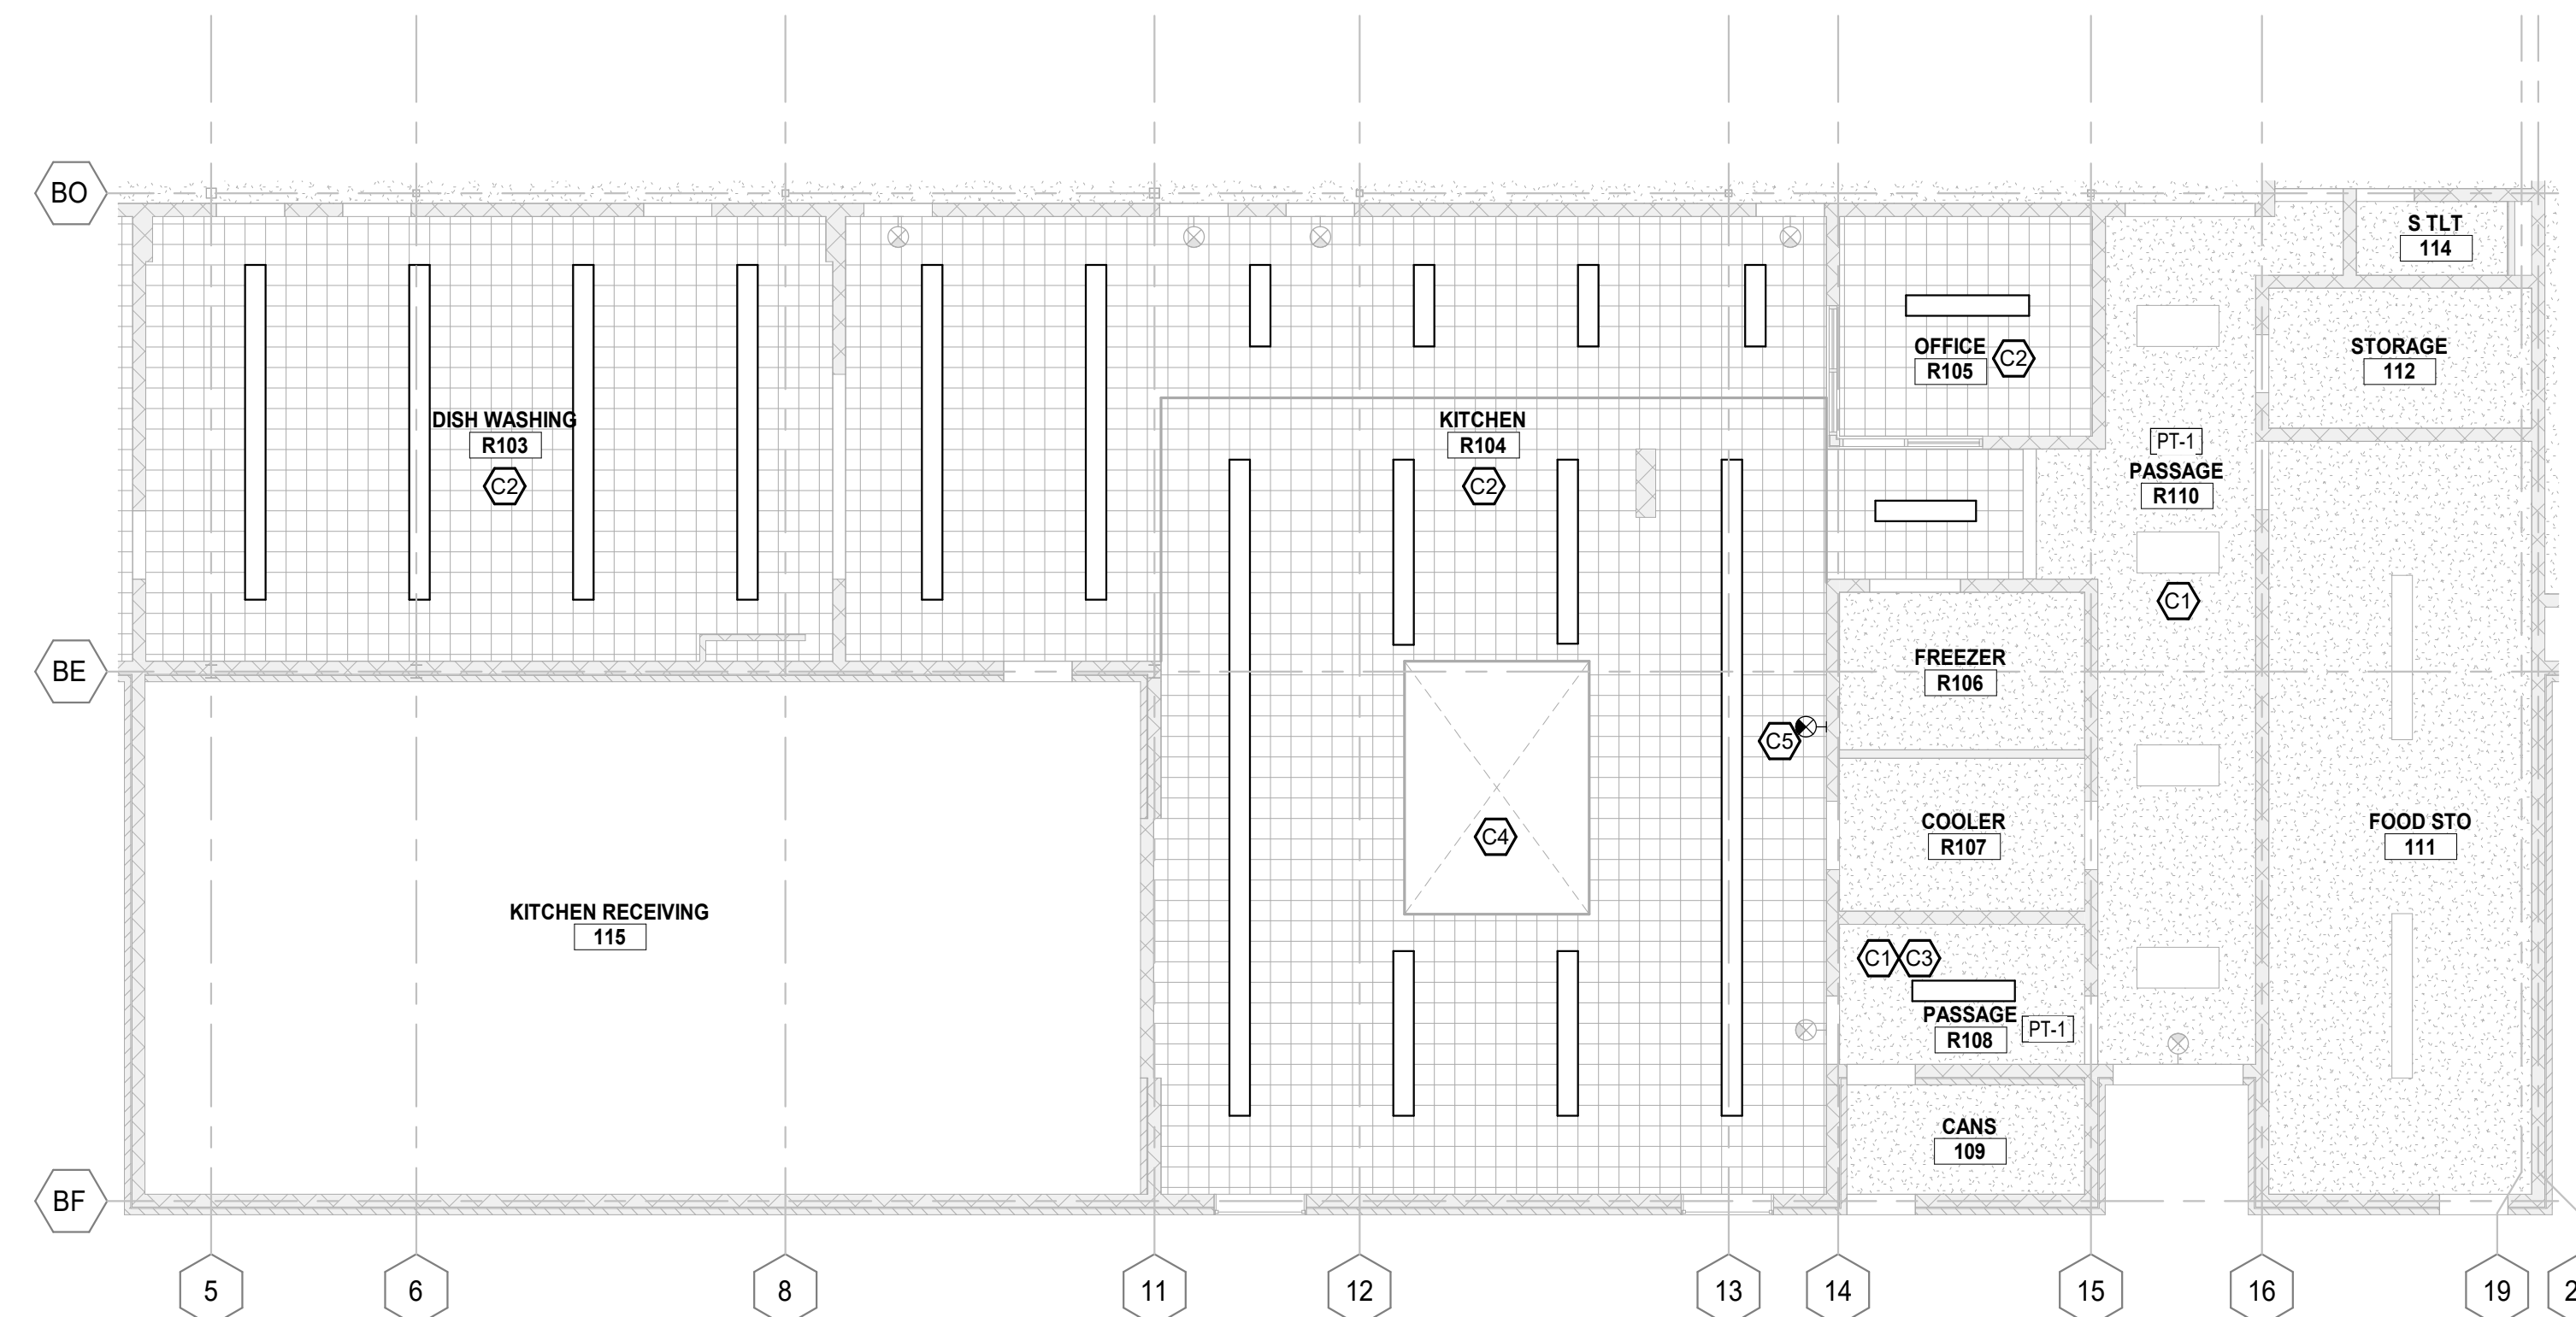 BO
S TLT
114
OFFICE
R105
C2
STORAGE
112
DISH WASHING
R103
C2
KITCHEN
R104
C2
PT-1
PASSAGE
R110
C1
BE
FREEZER
R106
C5
C4
COOLER
R107
FOOD STO
111
KITCHEN RECEIVING
115
C1
C3
PASSAGE
R108
PT-1
CANS
109
BF
5
6
8
11
12
13
14
15
16
19